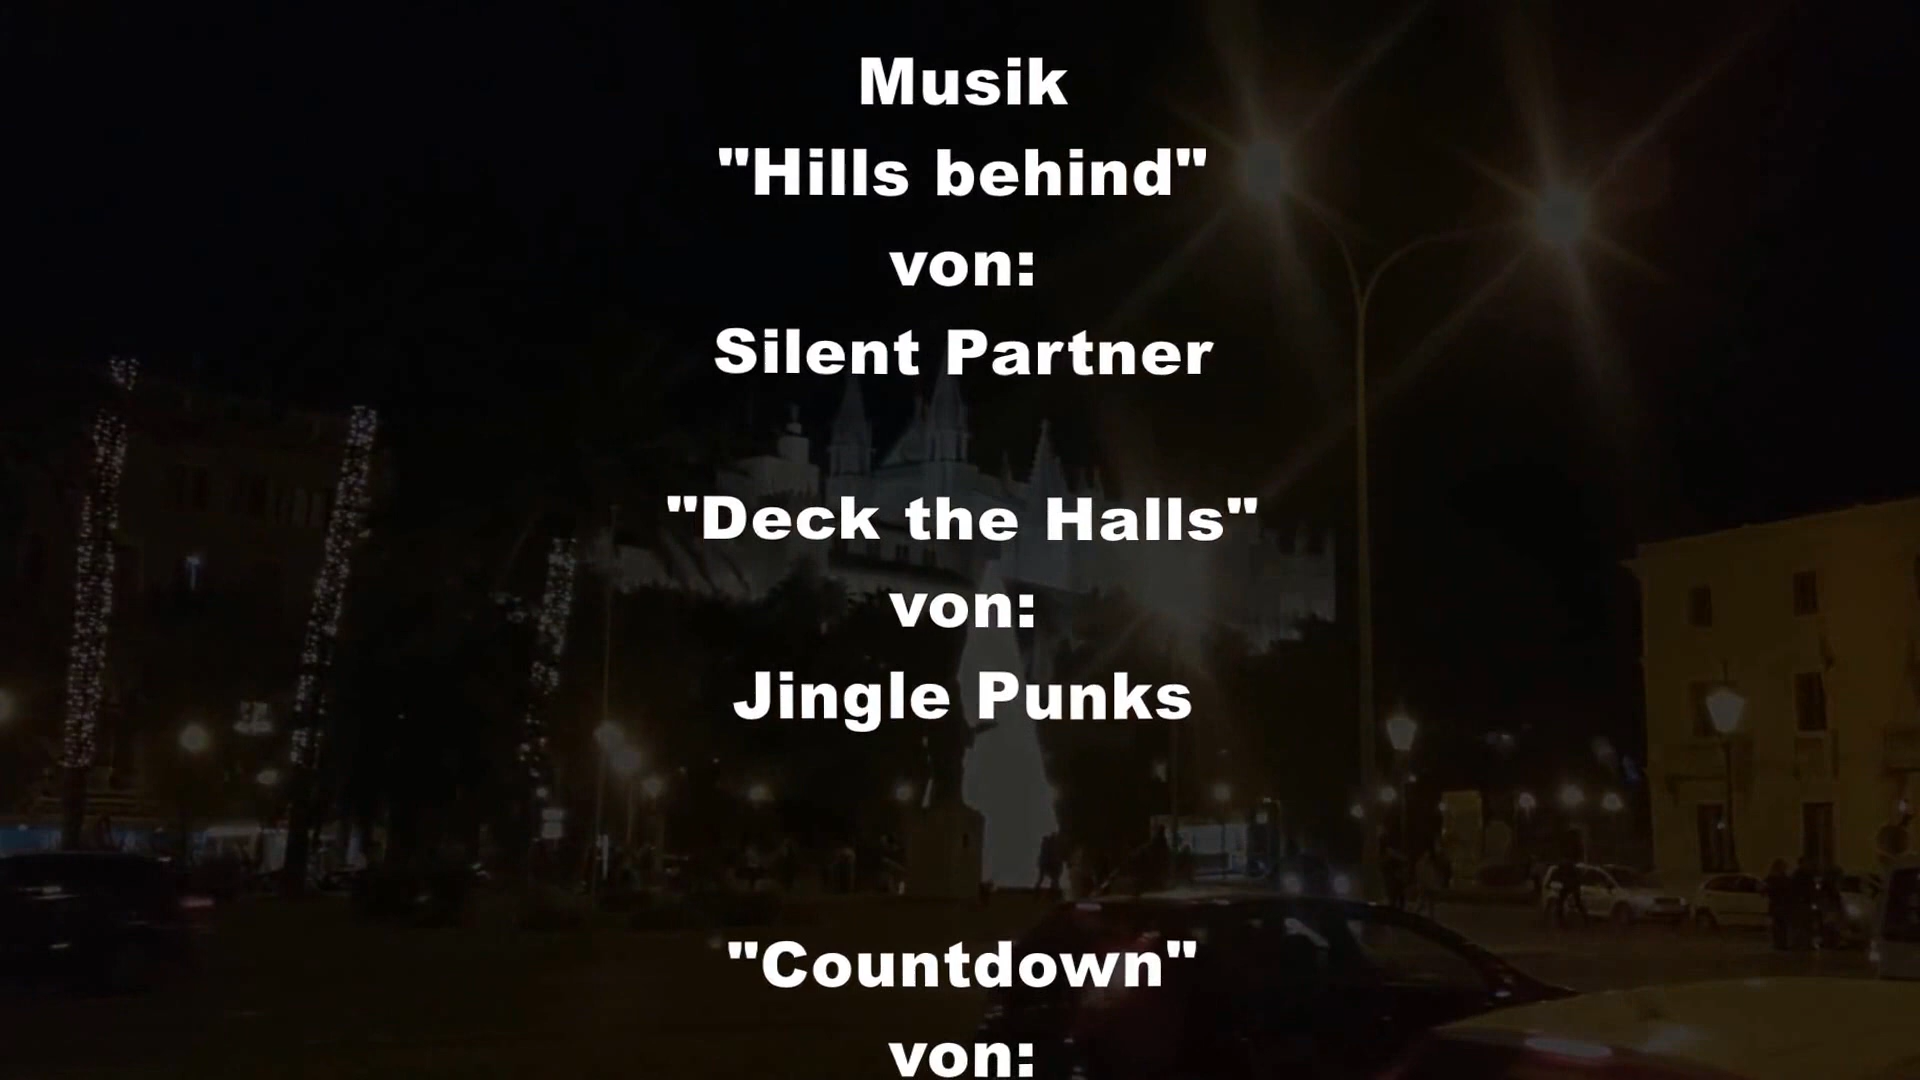 Musik
"Hills behind"
von:
Silent Partner
"Deck the Halls"
von:
Jingle Punks
"Countdown"
von: